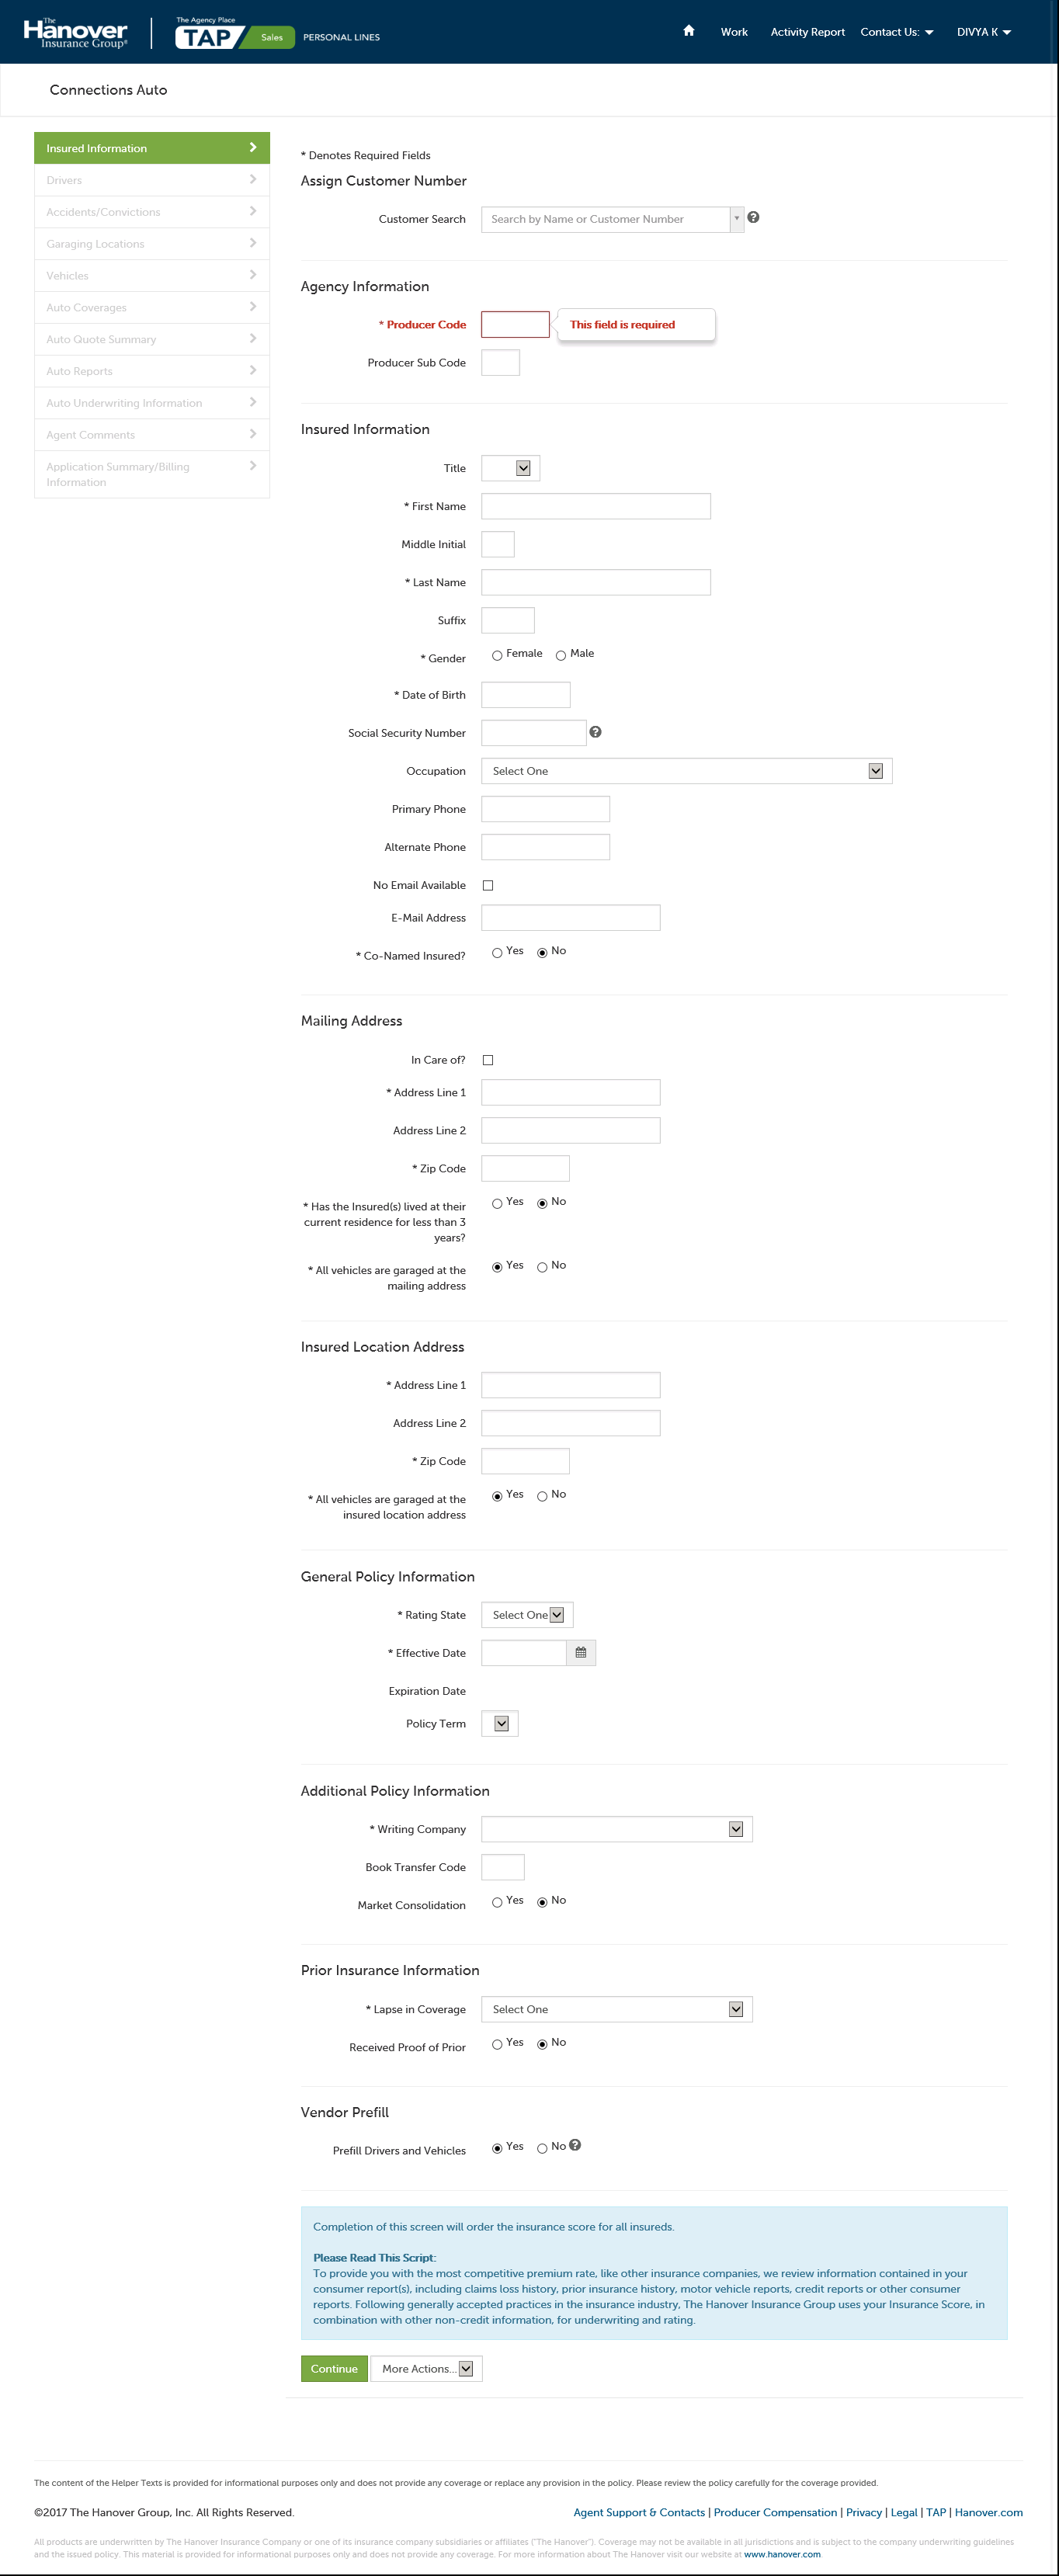 The
Hanover
Insurance Group®
The Agency Place
TAP Sales PERSONAL LINES
Work Activity Report Contact Us: DIVYA K
Connections Auto
Insured Information
Drivers
Accidents/Convictions
Garaging Locations
Vehicles
Auto Coverages
Auto Quote Summary
Auto Reports
Auto Underwriting Information
Agent Comments
Application Summary/Billing
Information
* Denotes Required Fields
Assign Customer Number
Customer Search Search by Name or Customer Number
Agency Information
* Producer Code This field is required
Producer Sub Code
Insured Information
Title
* First Name
Middle Initial
* Last Name
Suffix
* Gender Female Male
* Date of Birth
Social Security Number
Occupation Select One
Primary Phone
Alternate Phone
No Email Available
E-Mail Address
* Co-Named Insured? Yes No
Mailing Address
In Care of?
* Address Line 1
Address Line 2
* Zip Code
* Has the Insured(s) lived at their Yes No
current residence for less than 3
years?
* All vehicles are garaged at the Yes No
mailing address
Insured Location Address
* Address Line 1
Address Line 2
* Zip Code
* All vehicles are garaged at the Yes No
insured location address
General Policy Information
* Rating State Select One
* Effective Date
Expiration Date
Policy Term
Additional Policy Information
* Writing Company
Book Transfer Code
Market Consolidation Yes No
Prior Insurance Information
* Lapse in Coverage Select One
Received Proof of Prior Yes No
Vendor Prefill
Prefill Drivers and Vehicles Yes No
Completion of this screen will order the insurance score for all insureds.
Please Read This Script:
To provide you with the most competitive premium rate, like other insurance companies, we review information contained in your
consumer report(s), including claims loss history, prior insurance history, motor vehicle reports, credit reports or other consumer
reports. Following generally accepted practices in the insurance industry, The Hanover Insurance Group uses your Insurance Score, in
combination with other non-credit information, for underwriting and rating.
Continue More Actions...
The content of the Helper Texts is provided for informational purposes only and does not provide any coverage or replace any provision in the policy. Please review the policy carefully for the coverage provided.
©2017 The Hanover Group, Inc. All Rights Reserved. Agent Support & Contacts | Producer Compensation | Privacy | Legal | TAP | Hanover.com
All products are underwritten by The Hanover Insurance Company or one of its insurance company subsidiaries or affiliates ("The Hanover"). Coverage may not be available in all jurisdictions and is subject to the company underwriting guidelines
and the issued policy. This material is provided for informational purposes only and does not provide any coverage. For more information about The Hanover visit our website at www.hanover.com